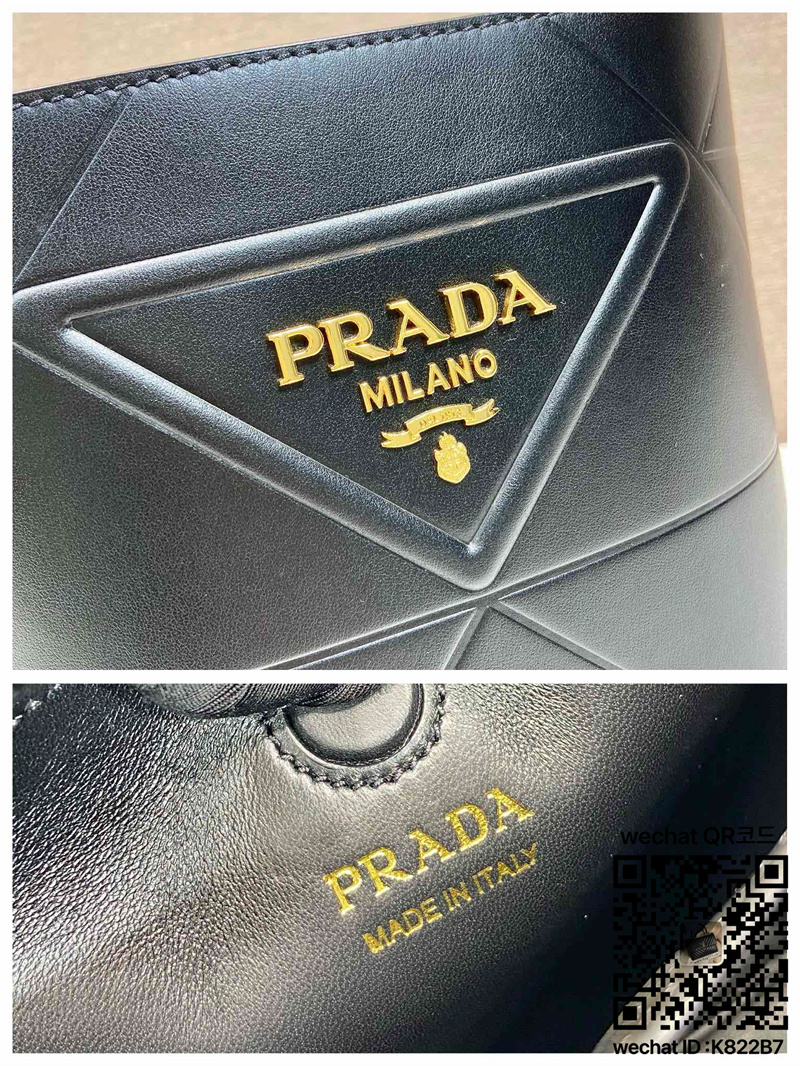 PRADA
MILANO
PRADA
MADE IN ITALY
wechat QR코드
wechat ID :K822B7